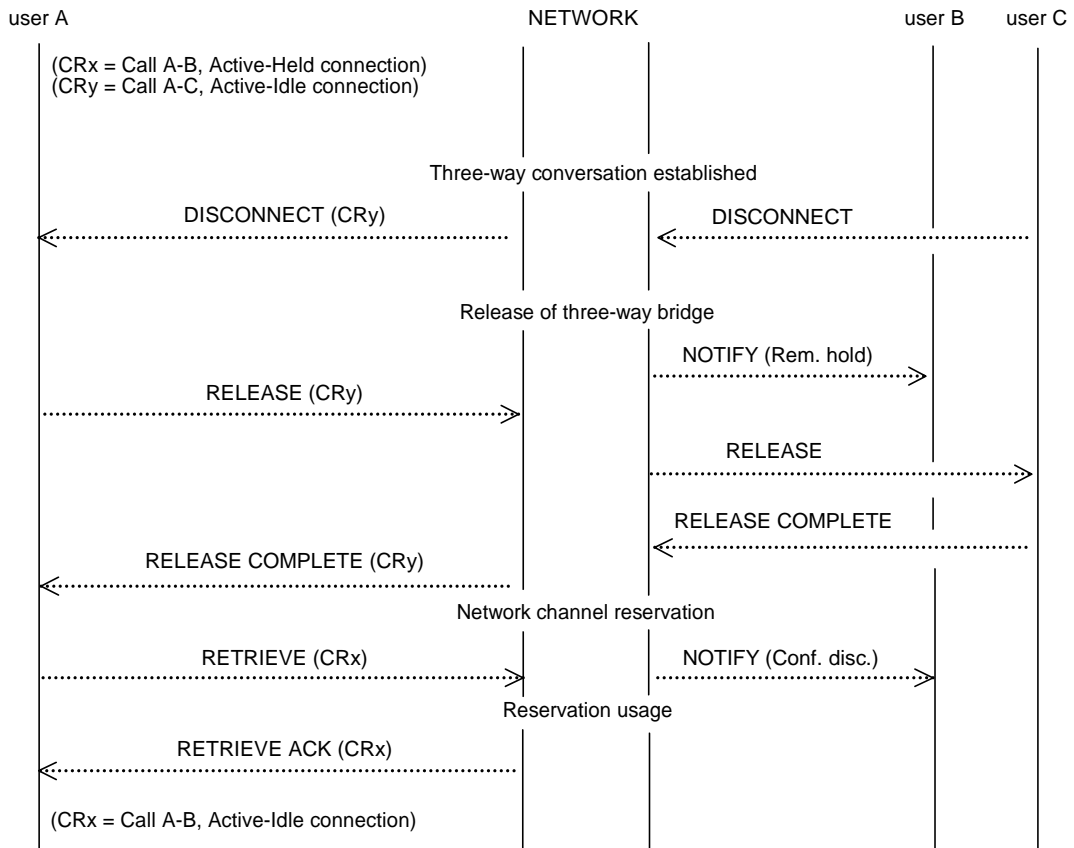 user A
NETWORK
user B
user C
(CRx = Call A-B, Active-Held connection)
(CRy = Call A-C, Active-Idle connection)
Three-way conversation established
DISCONNECT (CRy)
DISCONNECT
Release of three-way bridge
NOTIFY (Rem. hold)
RELEASE (CRy)
RELEASE
RELEASE COMPLETE
RELEASE COMPLETE (CRy)
Network channel reservation
RETRIEVE (CRx)
NOTIFY (Conf. disc.)
Reservation usage
RETRIEVE ACK (CRx)
(CRx = Call A-B, Active-Idle connection)